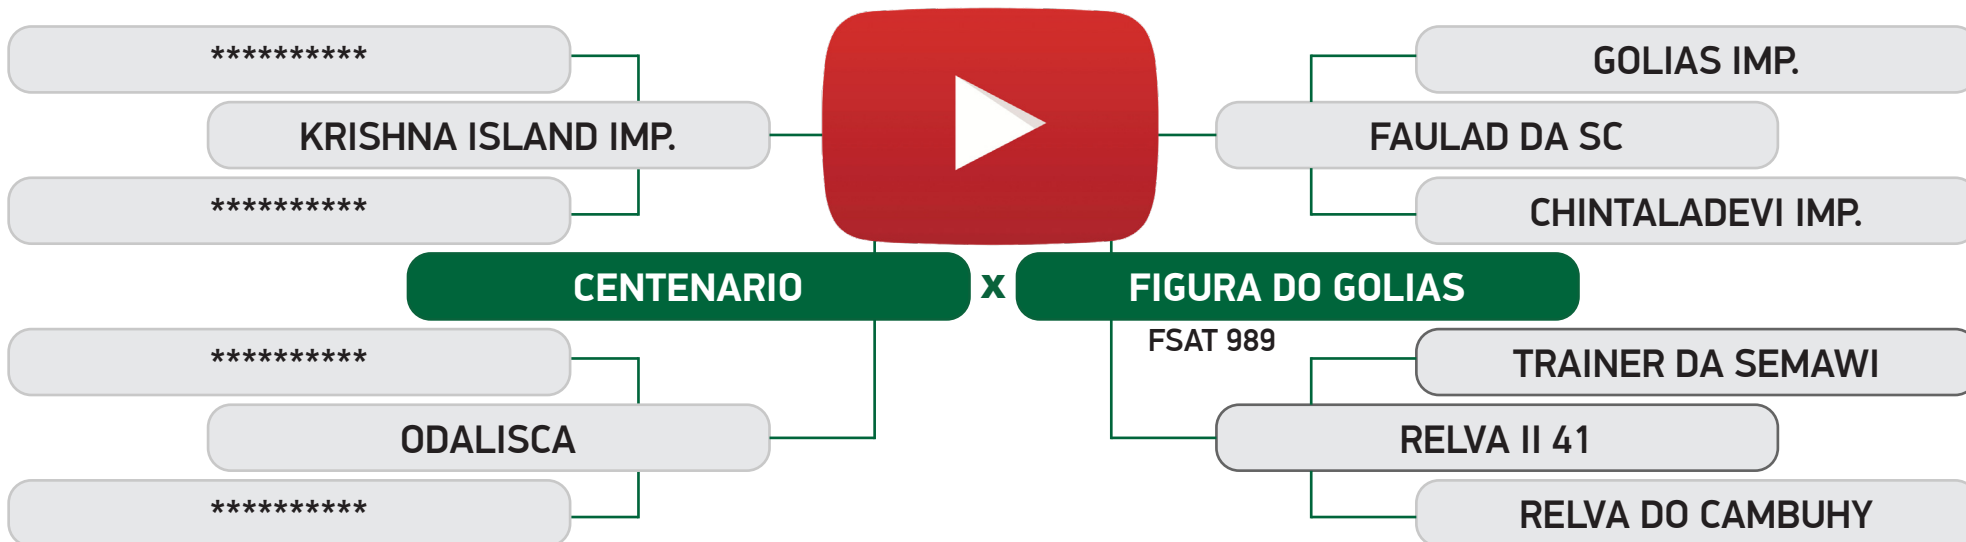 **********
GOLIAS IMP.
KRISHNA ISLAND IMP.
FAULAD DA SC
**********
CHINTALADEVI IMP.
CENTENARIO
x
FIGURA DO GOLIAS
FSAT 989
**********
TRAINER DA SEMAWI
ODALISCA
RELVA II 41
**********
RELVA DO CAMBUHY